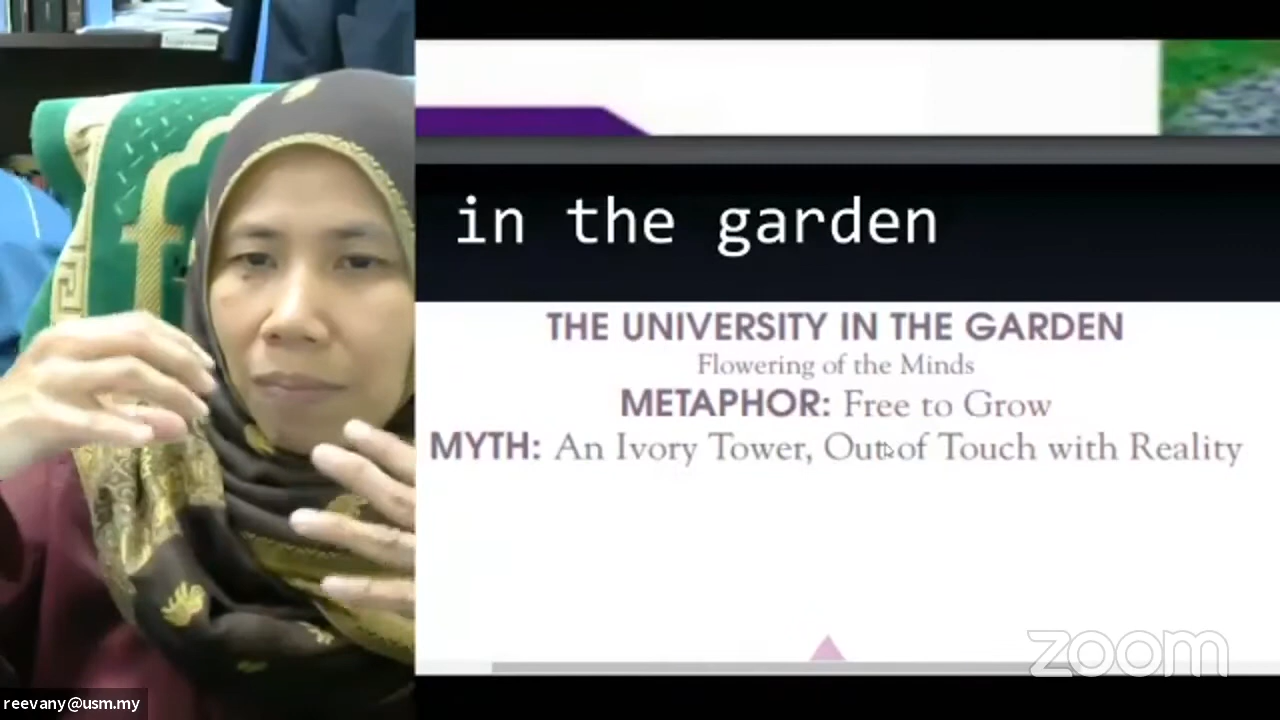 in the garden
THE UNIVERSITY IN THE GARDEN
Flowering of the Minds
METAPHOR: Free to Grow
MYTH: An Ivory Tower, Out of Touch with Reality
zoom
reevany@usm.my